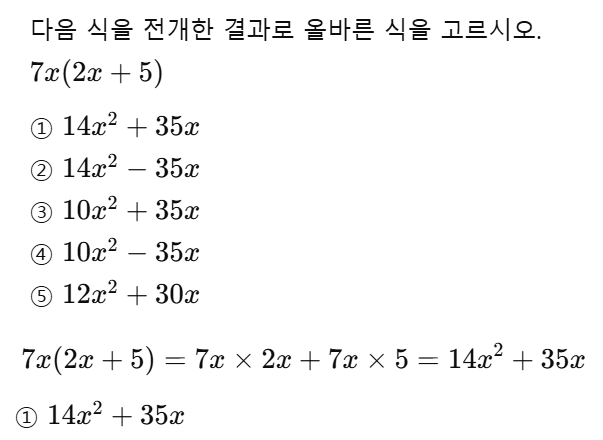 다음 식을 전개한 결과로 올바른 식을 고르시오.
7x(2x + 5)
① 14x² + 35x
② 14x² − 35x
③ 10x² + 35x
④ 10x² − 35x
⑤ 12x² + 30x
7x(2x + 5) = 7x × 2x + 7x × 5 = 14x² + 35x
① 14x² + 35x